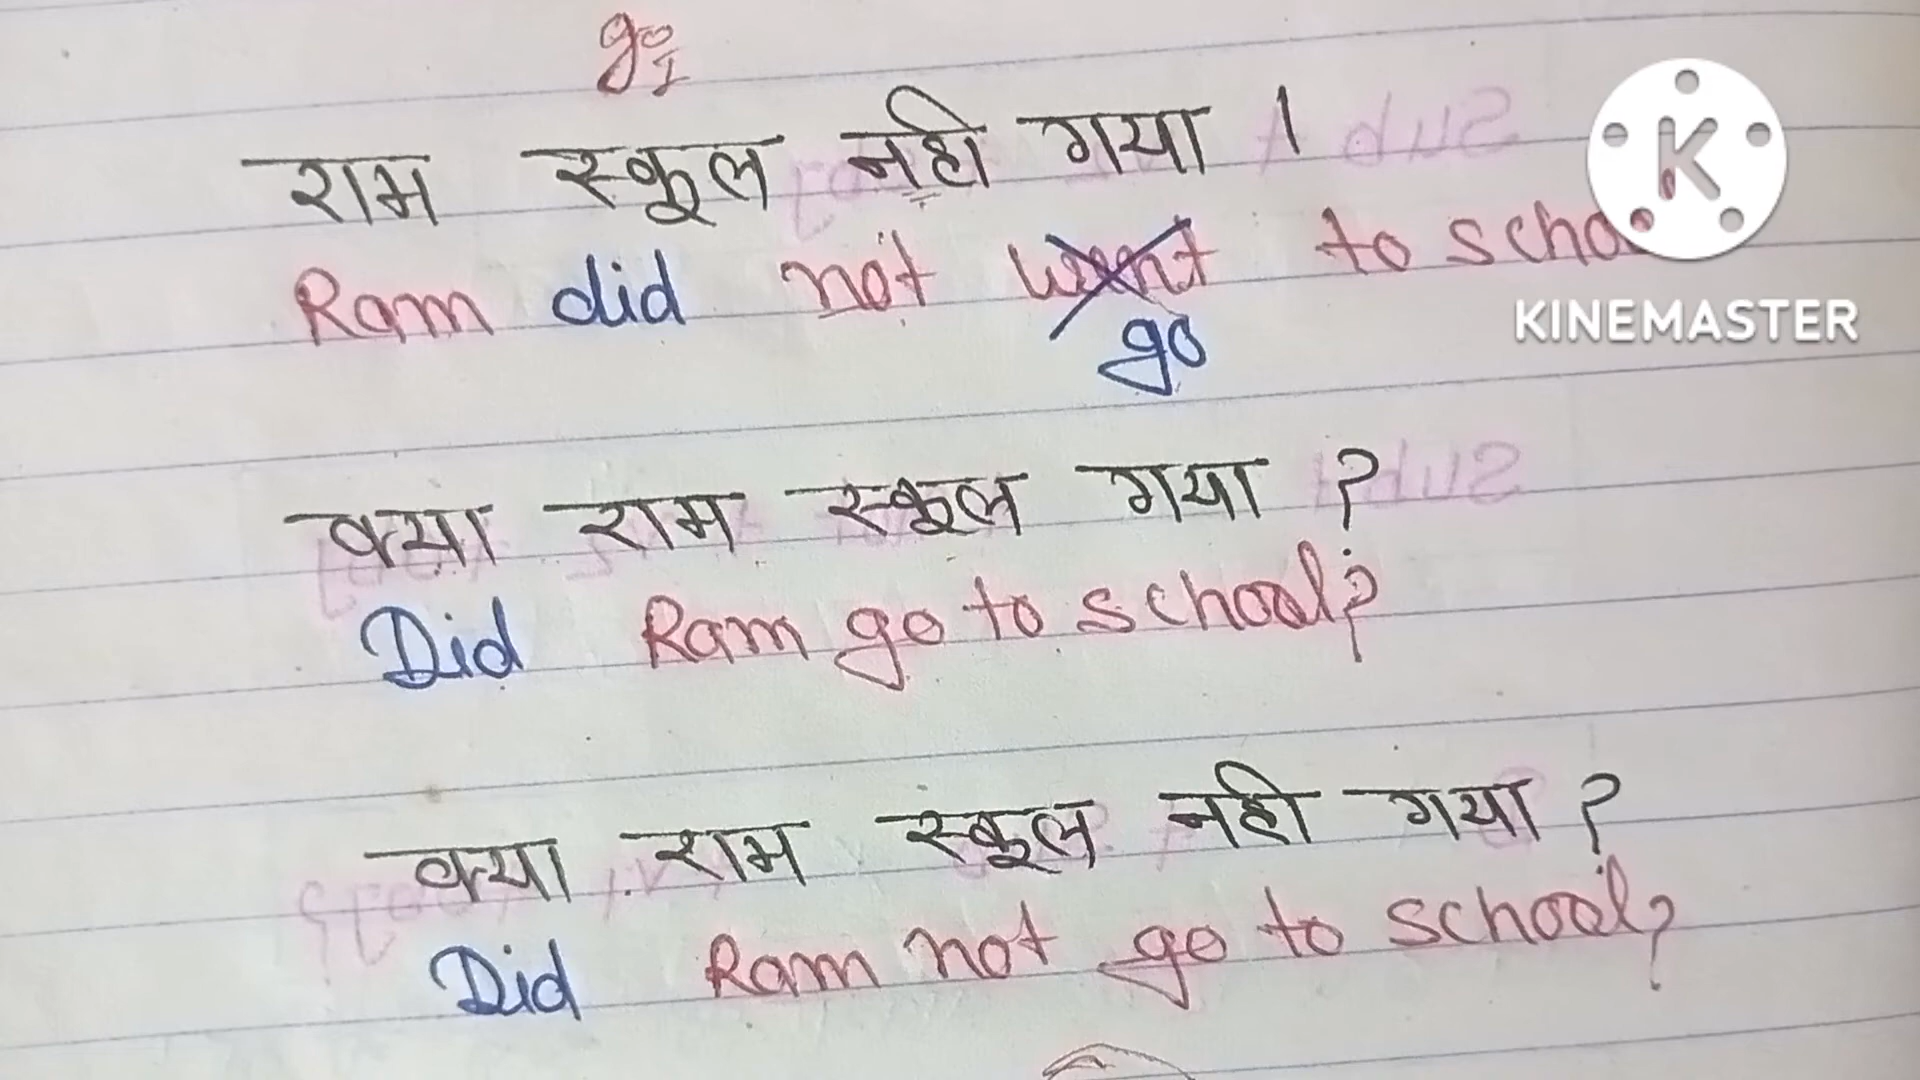 go
I
राम स्कूल नही गया ।
Ram did not went to schoo
go
क्या राम स्कूल गया ?
Did Ram go to school?
क्या राम स्कूल नही गया ?
Did Ram not go to school?
K
KINEMASTER